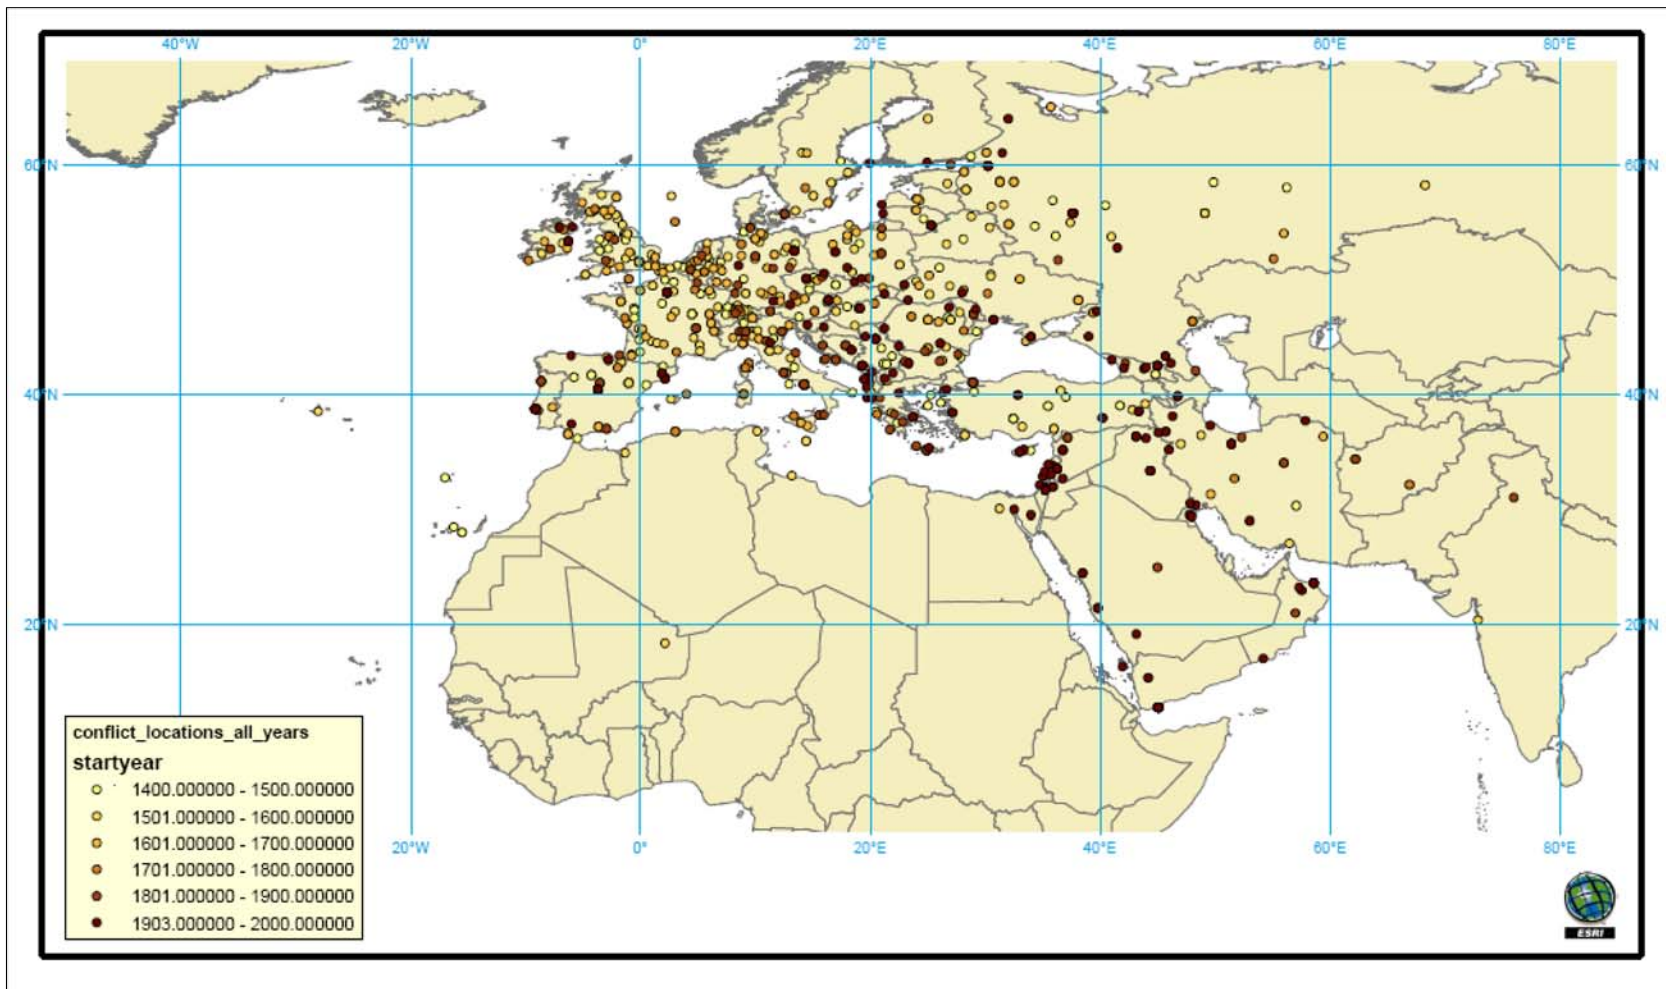 40°W 20°W 0° 20°E 40°E 60°E 80°E
60°N 60°N
40°N 40°N
20°N 20°N
conflict_locations_all_years
startyear
1400.000000 - 1500.000000
1501.000000 - 1600.000000
1601.000000 - 1700.000000
1701.000000 - 1800.000000
1801.000000 - 1900.000000
1903.000000 - 2000.000000
20°W 0° 20°E 40°E 60°E 80°E
ESRI